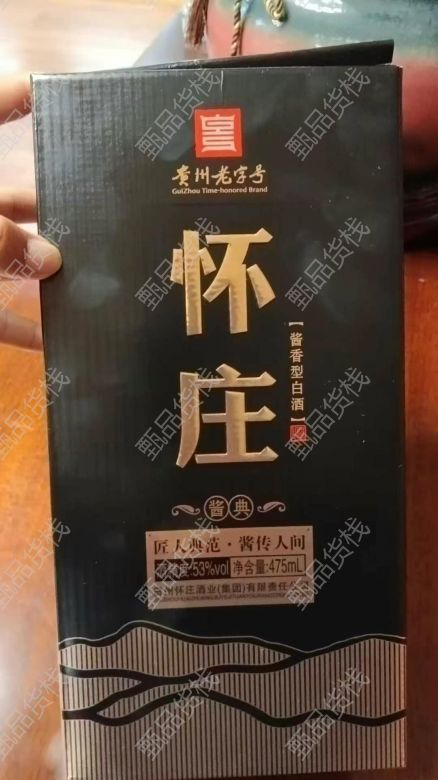 貴州老字号
GuiZhou Time-honored Brand
怀
庄
【酱香型白酒】
酱典
匠人典范·酱传人间
酒精度:53%vol 净含量:475mL
贵州怀庄酒业(集团)有限责任公司
甄品货栈